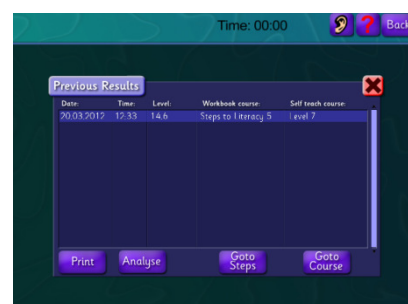 Time: 00:00 ? Back
Previous Results
Date: Time: Level: Workbook course: Self teach course:
20.03.2012 12:33 14.6 Steps to Literacy 5 Level 7
Print Analyse Goto Steps Goto Course